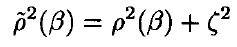 ρ̃²(β) = ρ²(β) + ζ²